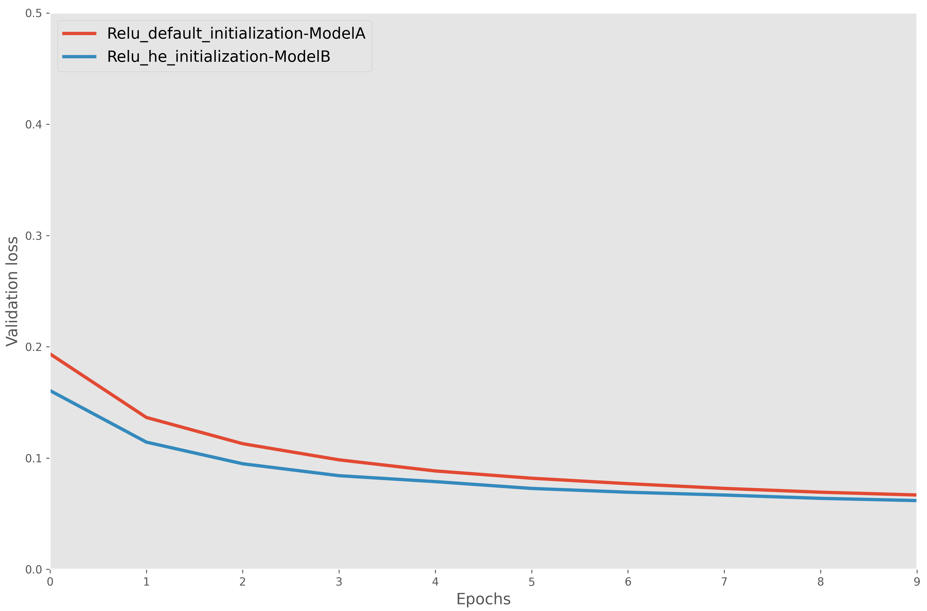 Relu_default_initialization-ModelA
Relu_he_initialization-ModelB
Validation loss
0.5
0.4
0.3
0.2
0.1
0.0
0 1 2 3 4 5 6 7 8 9
Epochs